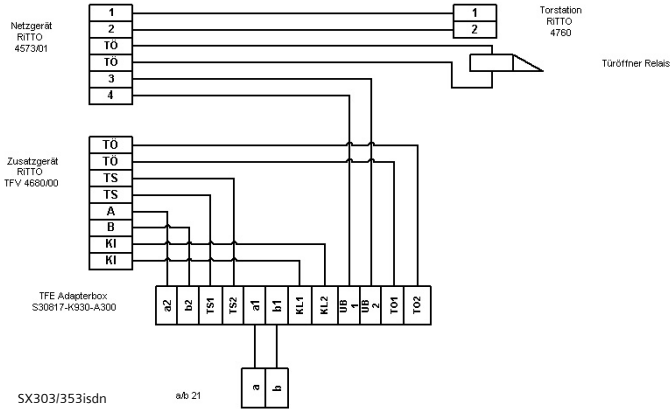 Netzgerät
RiTTO
4573/01
1
2
TÖ
TÖ
3
4
1
2
Torstation
RiTTO
4760
Türöffner Relais
Zusatzgerät
RiTTO
TFV 4680/00
TÖ
TÖ
TS
TS
A
B
KI
KI
TFE Adapterbox
S30817-K930-A300
a2
b2
TS1
TS2
a1
b1
KL1
KL2
UB
1
UB
2
TO1
TO2
a
b
SX303/353isdn
a/b 21